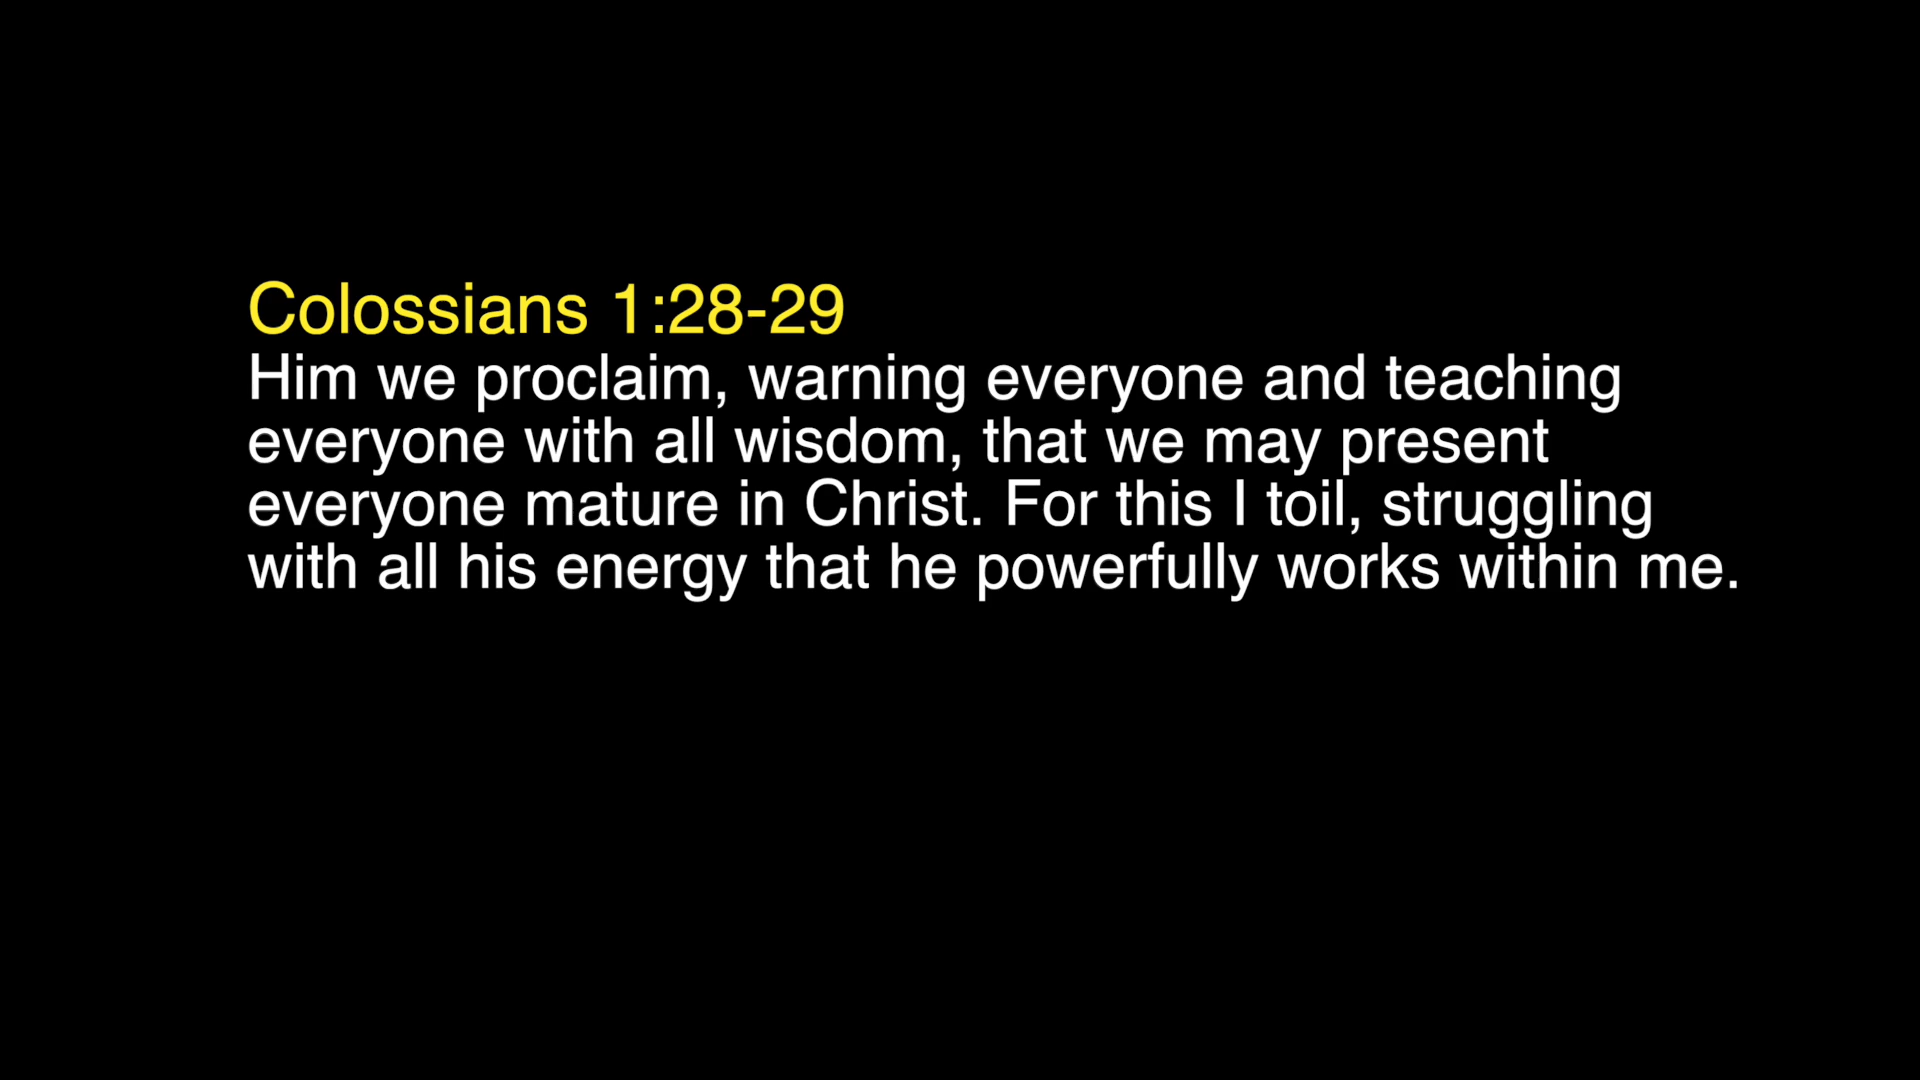 Colossians 1:28-29
Him we proclaim, warning everyone and teaching
everyone with all wisdom, that we may present
everyone mature in Christ. For this I toil, struggling
with all his energy that he powerfully works within me.